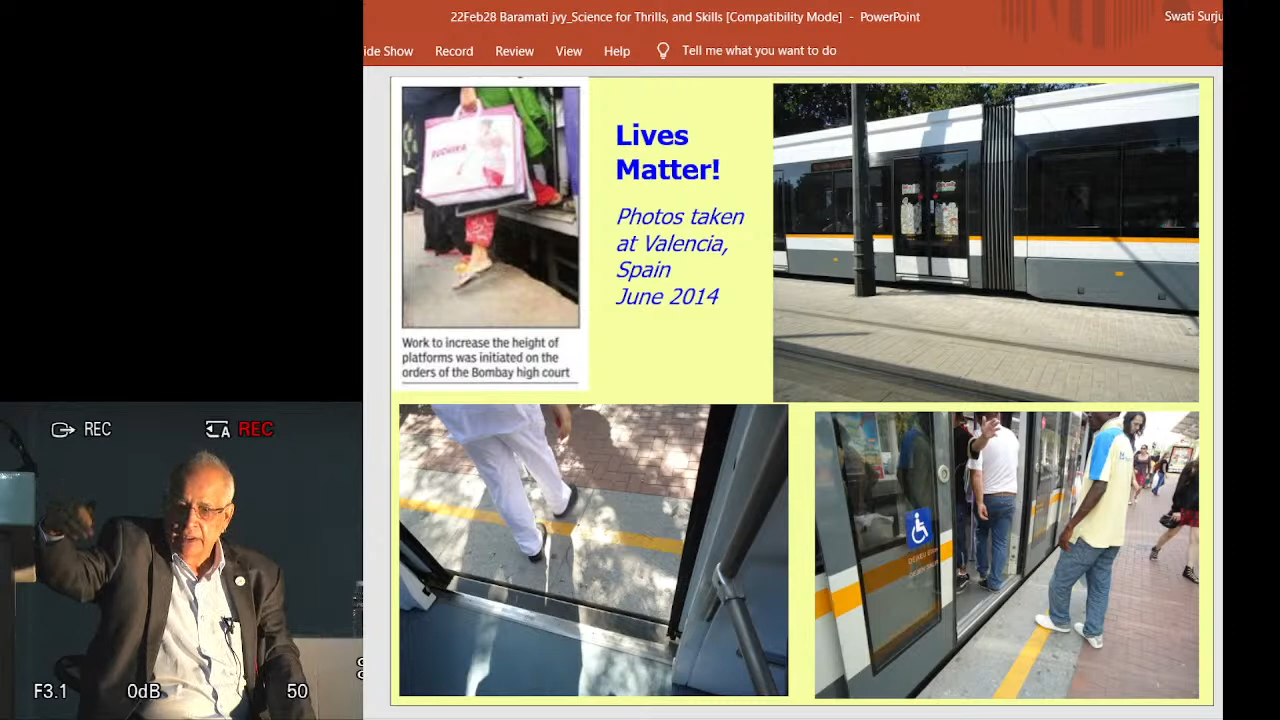 22Feb28 Baramati jvy_Science for Thrills, and Skills [Compatibility Mode] - PowerPoint
Swati Surju
ide Show Record Review View Help Tell me what you want to do
RUCHIKA
Work to increase the height of
platforms was initiated on the
orders of the Bombay high court
Lives
Matter!
Photos taken
at Valencia,
Spain
June 2014
REC
A REC
F3.1 0dB 50